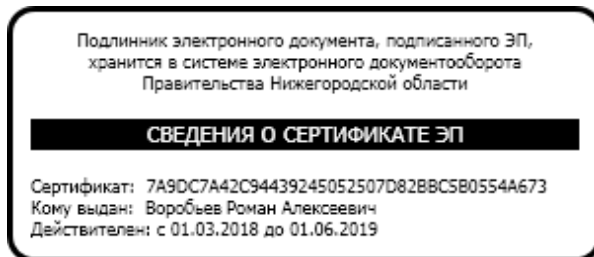 Подлинник электронного документа, подписанного ЭП,
хранится в системе электронного документооборота
Правительства Нижегородской области
СВЕДЕНИЯ О СЕРТИФИКАТЕ ЭП
Сертификат: 7A9DC7A42C94439245052507D82BBC5B0554A673
Кому выдан: Воробьев Роман Алексеевич
Действителен: с 01.03.2018 до 01.06.2019